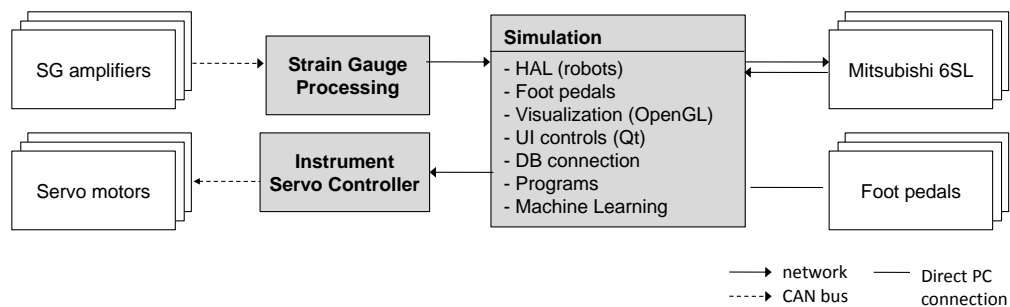 SG amplifiers
Strain Gauge
Processing
Servo motors
Instrument
Servo Controller
Simulation
- HAL (robots)
- Foot pedals
- Visualization (OpenGL)
- UI controls (Qt)
- DB connection
- Programs
- Machine Learning
Mitsubishi 6SL
Foot pedals
network
CAN bus
Direct PC
connection